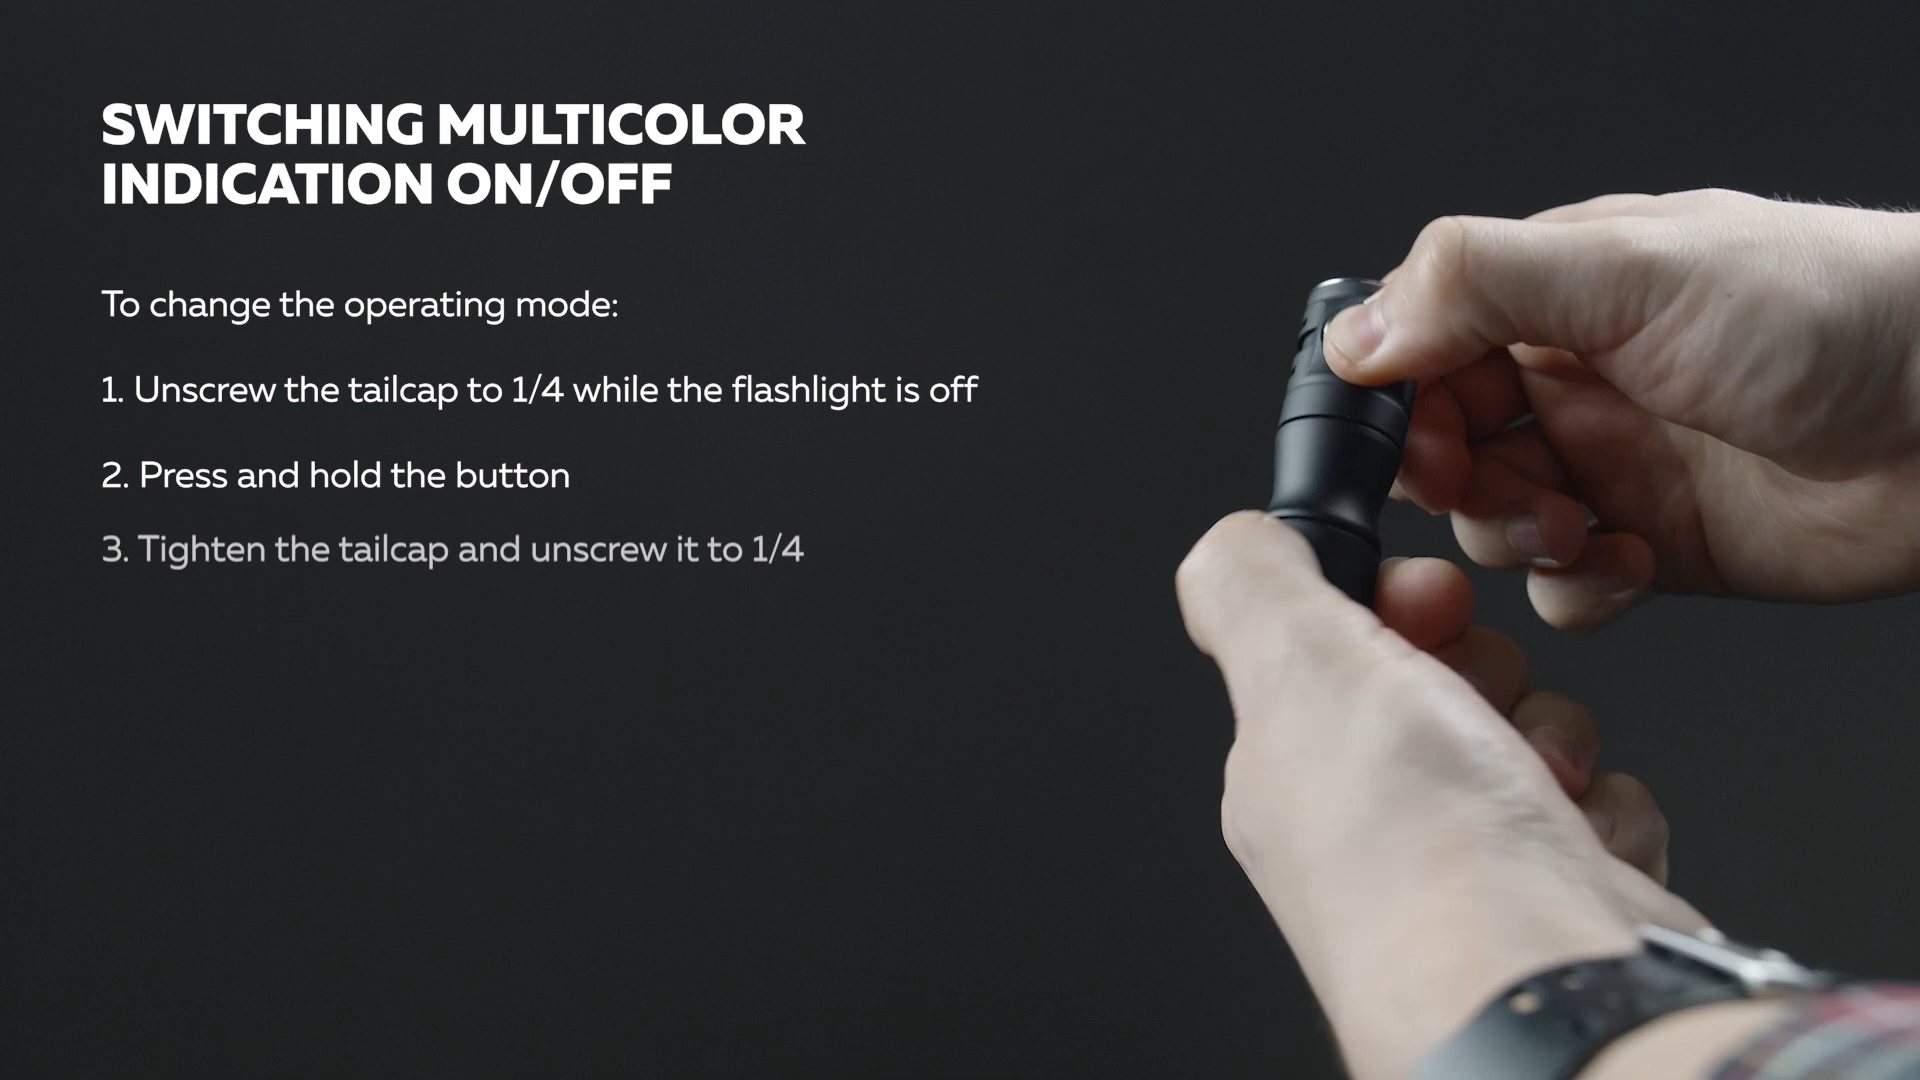 SWITCHING MULTICOLOR
INDICATION ON/OFF
To change the operating mode:
1. Unscrew the tailcap to 1/4 while the flashlight is off
2. Press and hold the button
3. Tighten the tailcap and unscrew it to 1/4